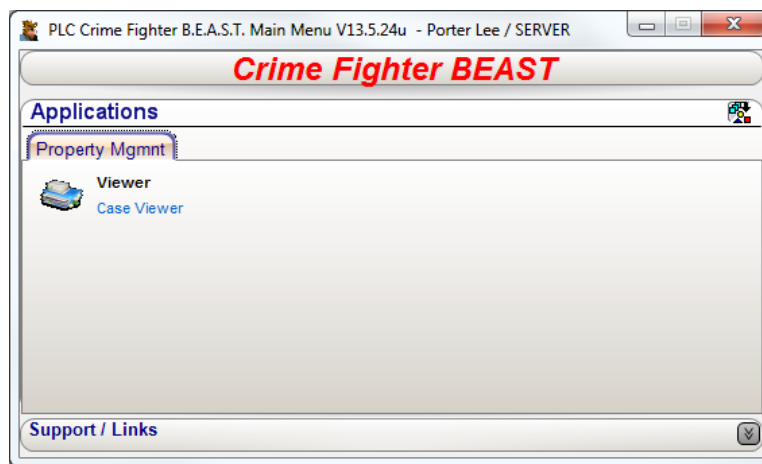 PLC Crime Fighter B.E.A.S.T. Main Menu V13.5.24u - Porter Lee / SERVER
Crime Fighter BEAST
Applications
Property Mgmnt
Viewer
Case Viewer
Support / Links